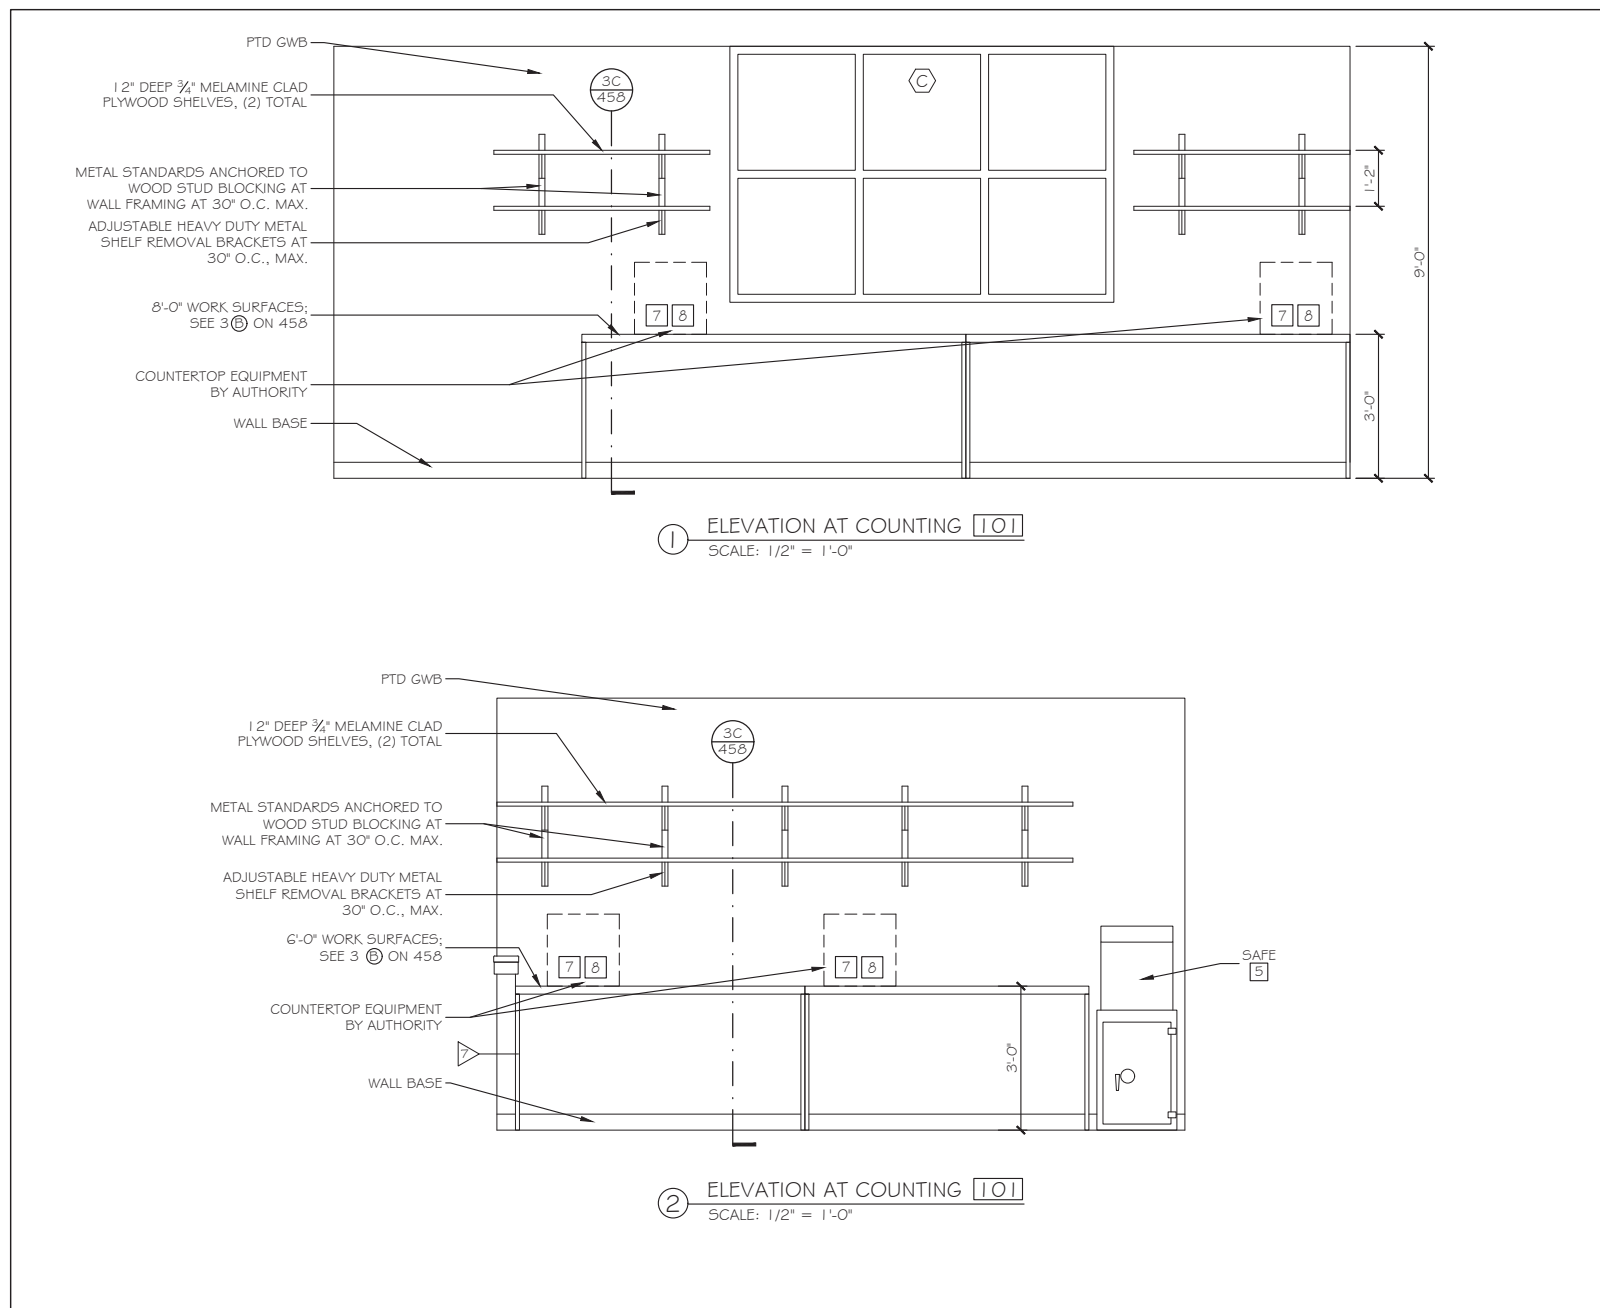 PTD GWB
12" DEEP ¾" MELAMINE CLAD
PLYWOOD SHELVES, (2) TOTAL
3C
458
C
METAL STANDARDS ANCHORED TO
WOOD STUD BLOCKING AT
WALL FRAMING AT 30" O.C. MAX.
1'-2"
ADJUSTABLE HEAVY DUTY METAL
SHELF REMOVAL BRACKETS AT
30" O.C., MAX.
9'-0"
8'-0" WORK SURFACES;
SEE 3 B ON 458
7 8
7 8
COUNTERTOP EQUIPMENT
BY AUTHORITY
3'-0"
WALL BASE
1 ELEVATION AT COUNTING 101
SCALE: 1/2" = 1'-0"
PTD GWB
12" DEEP ¾" MELAMINE CLAD
PLYWOOD SHELVES, (2) TOTAL
3C
458
METAL STANDARDS ANCHORED TO
WOOD STUD BLOCKING AT
WALL FRAMING AT 30" O.C. MAX.
ADJUSTABLE HEAVY DUTY METAL
SHELF REMOVAL BRACKETS AT
30" O.C., MAX.
6'-0" WORK SURFACES;
SEE 3 B ON 458
7 8
7 8
SAFE
5
COUNTERTOP EQUIPMENT
BY AUTHORITY
7
3'-0"
WALL BASE
2 ELEVATION AT COUNTING 101
SCALE: 1/2" = 1'-0"